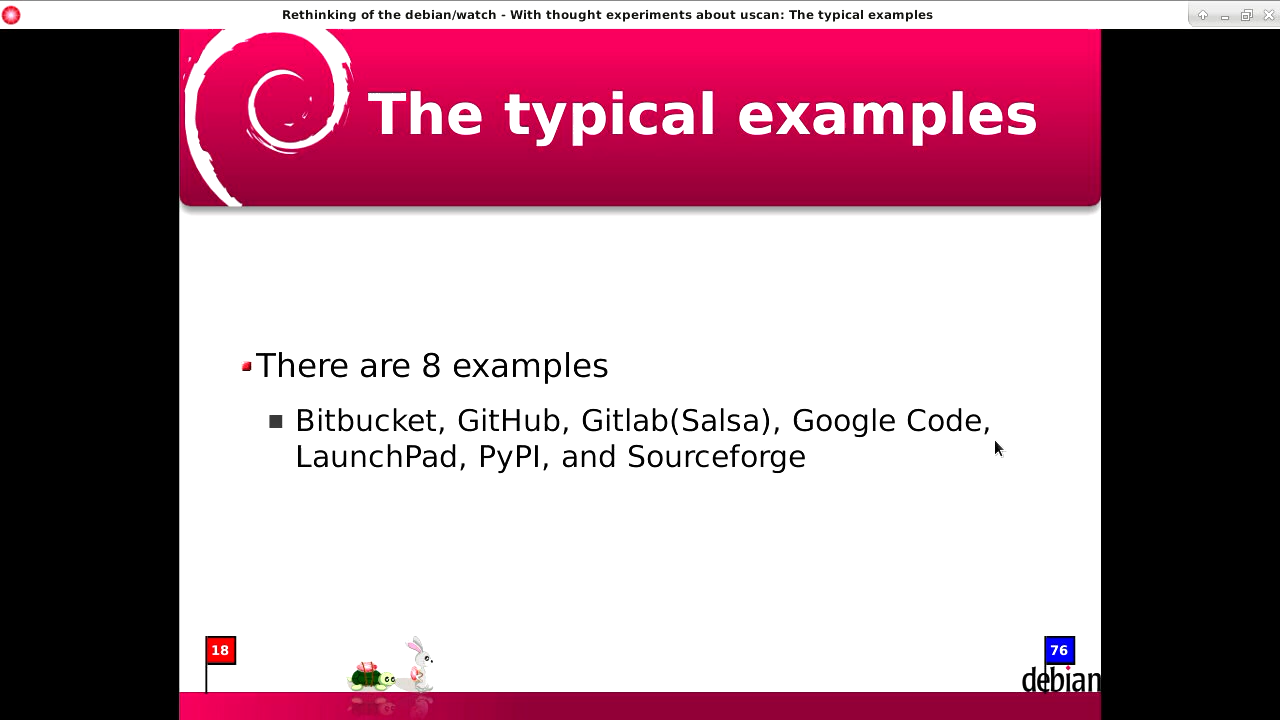 Rethinking of the debian/watch - With thought experiments about uscan: The typical examples
The typical examples
There are 8 examples
Bitbucket, GitHub, Gitlab(Salsa), Google Code,
LaunchPad, PyPI, and Sourceforge
18
76
debian